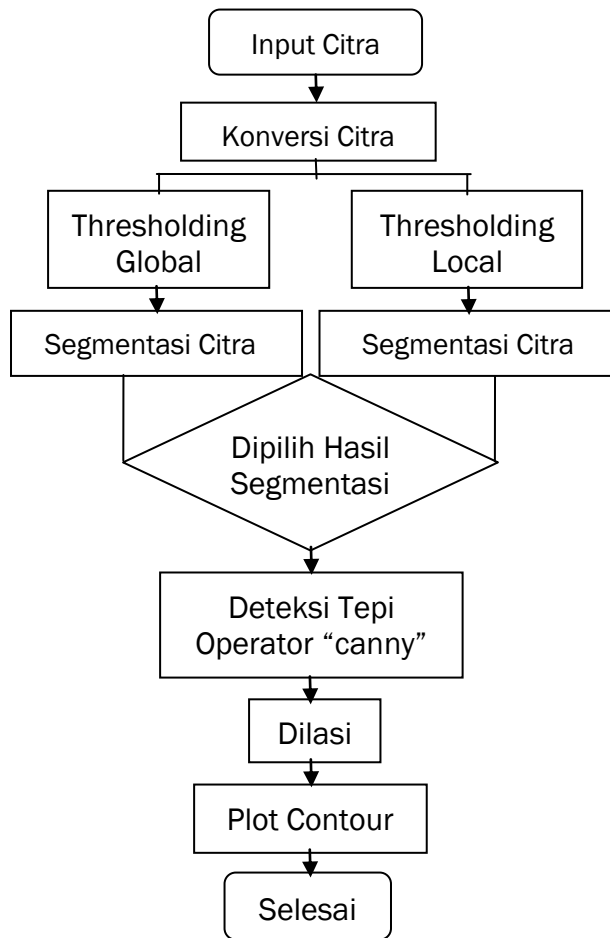 Input Citra
Konversi Citra
Thresholding
Global
Thresholding
Local
Segmentasi Citra
Segmentasi Citra
Dipilih Hasil
Segmentasi
Deteksi Tepi
Operator “canny”
Dilasi
Plot Contour
Selesai